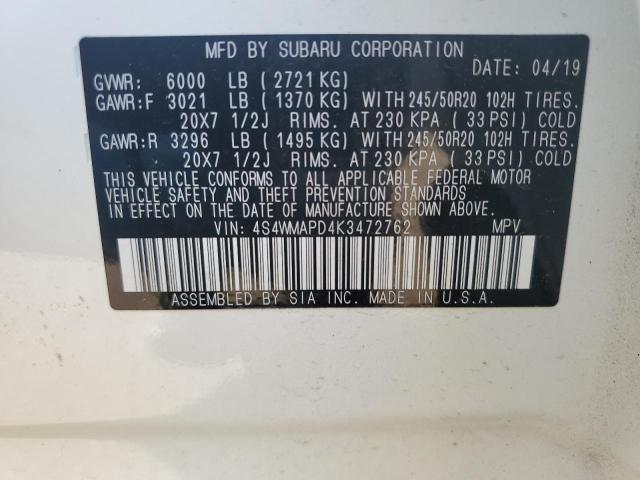 MFD BY SUBARU CORPORATION
DATE: 04/19
GVWR: 6000 LB (2721 KG)
GAWR:F 3021 LB (1370 KG) WITH 245/50R20 102H TIRES.
20X7 1/2J RIMS. AT 230 KPA (33 PSI) COLD
GAWR:R 3296 LB (1495 KG) WITH 245/50R20 102H TIRES.
20X7 1/2J RIMS. AT 230 KPA (33 PSI) COLD
THIS VEHICLE CONFORMS TO ALL APPLICABLE FEDERAL MOTOR
VEHICLE SAFETY AND THEFT PREVENTION STANDARDS
IN EFFECT ON THE DATE OF MANUFACTURE SHOWN ABOVE.
VIN: 4S4WMAPD4K3472762 MPV
ASSEMBLED BY SIA INC. MADE IN U.S.A.